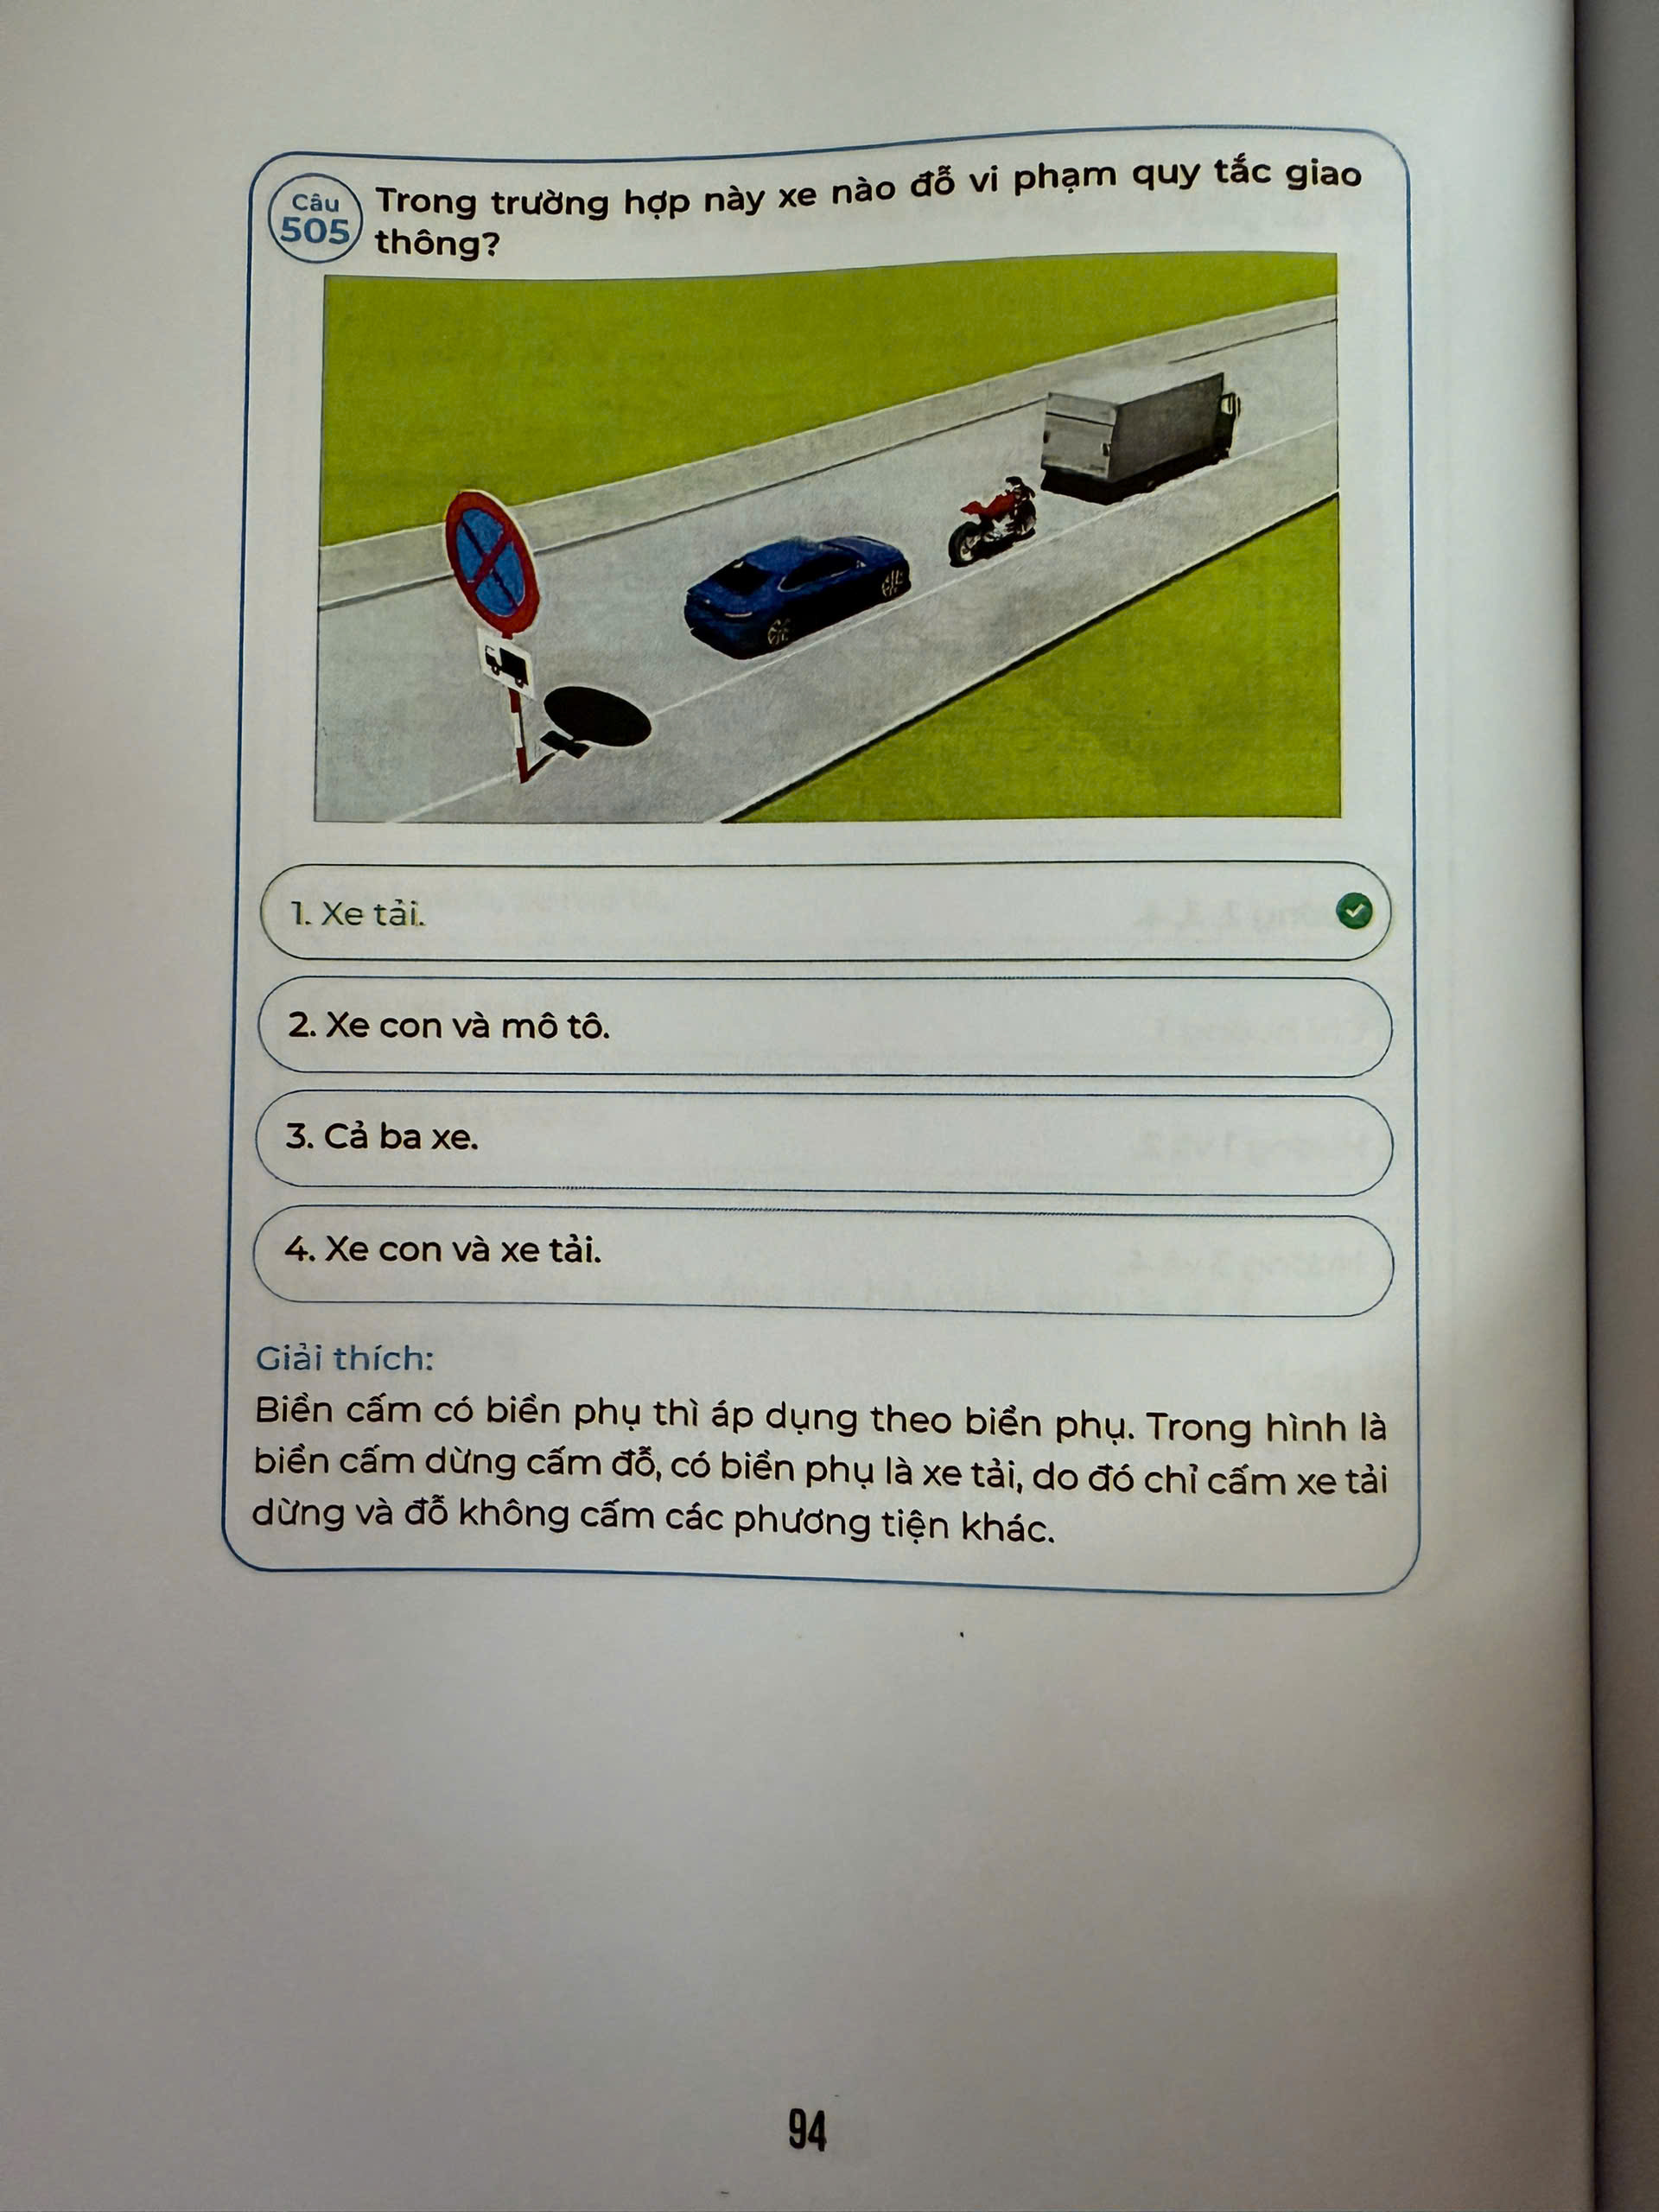 Câu
505
Trong trường hợp này xe nào đỗ vi phạm quy tắc giao
thông?
1. Xe tải.
2. Xe con và mô tô.
3. Cả ba xe.
4. Xe con và xe tải.
Giải thích:
Biển cấm có biển phụ thì áp dụng theo biển phụ. Trong hình là
biển cấm dừng cấm đỗ, có biển phụ là xe tải, do đó chỉ cấm xe tải
dừng và đỗ không cấm các phương tiện khác.
94